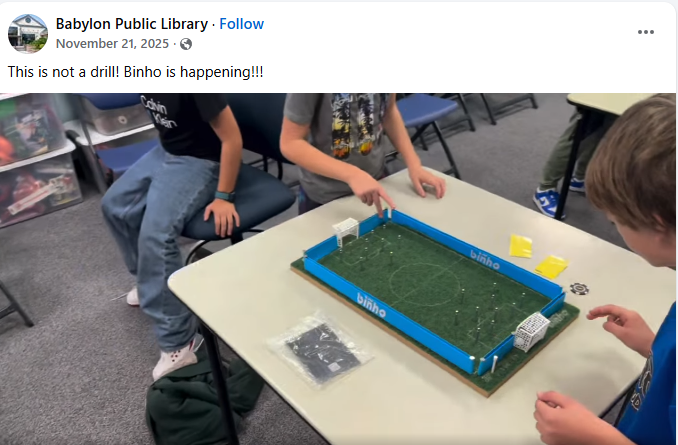 Babylon Public Library · Follow
November 21, 2025 ·
This is not a drill! Binho is happening!!!
Calvin
Klein
binho
binho